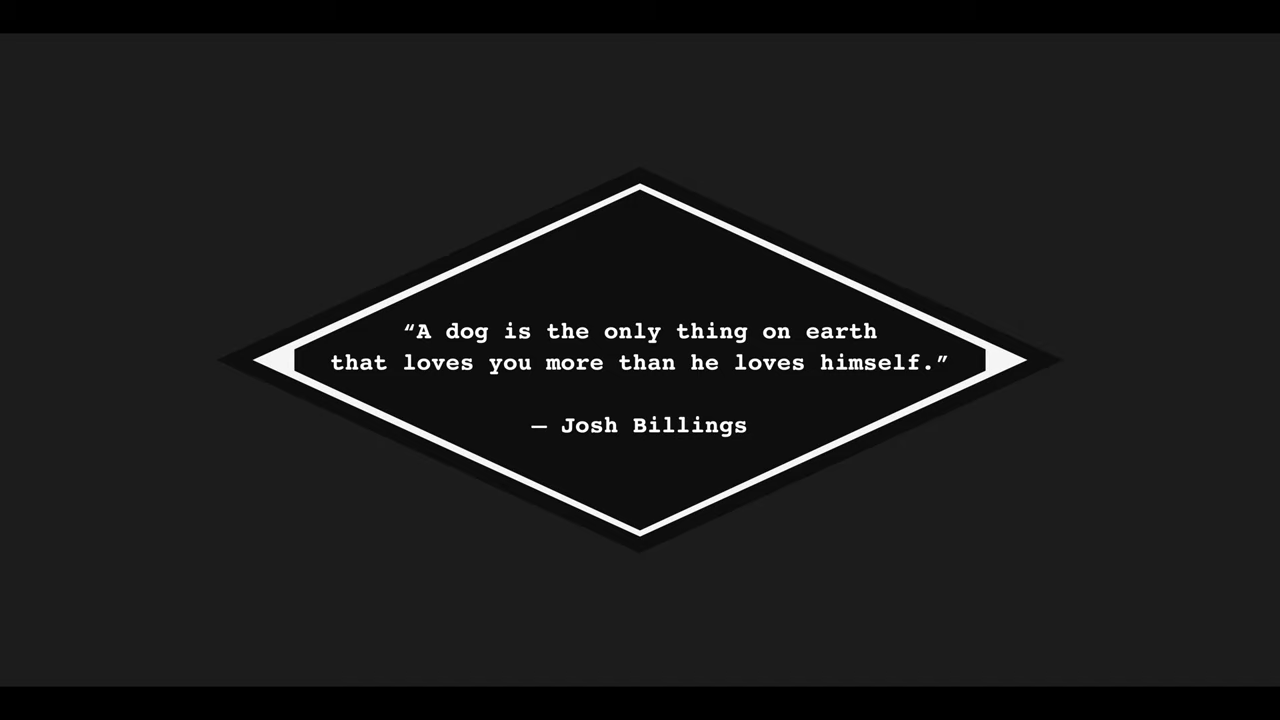 “A dog is the only thing on earth
that loves you more than he loves himself.”
— Josh Billings